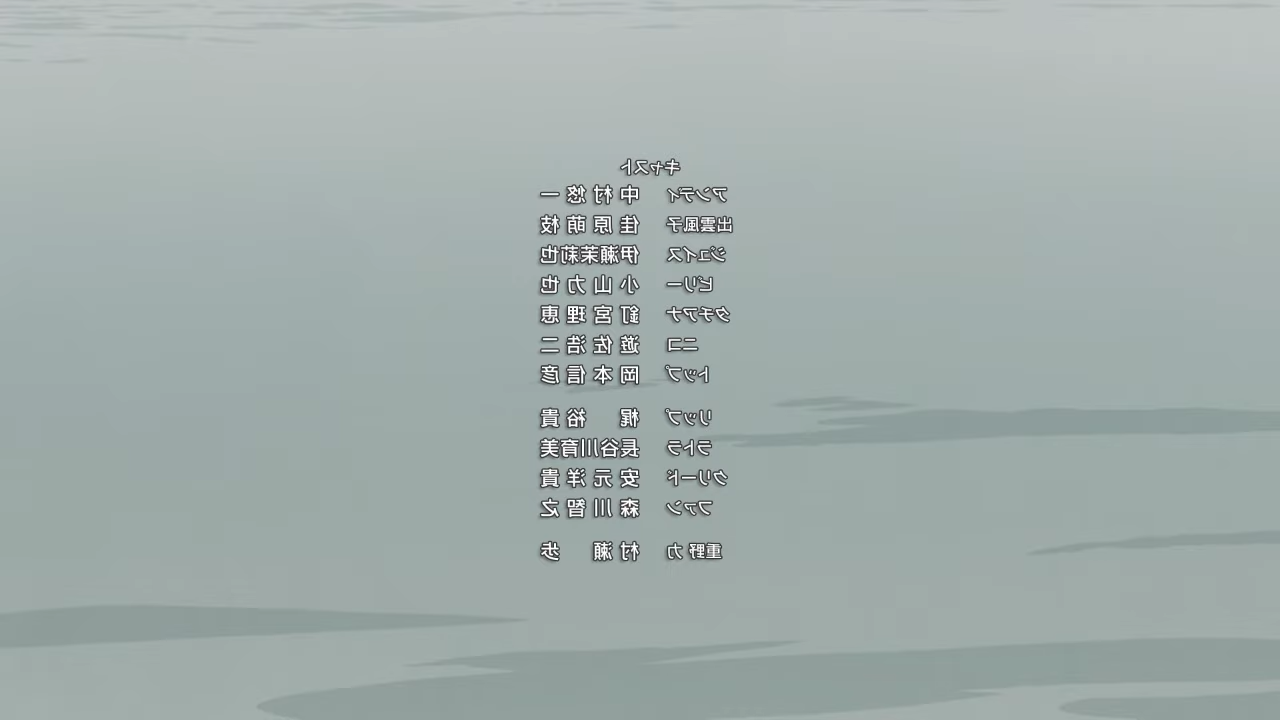 キャスト
アンディ 中村悠一
出雲風子 佳原萌枝
ジュイス 伊瀬茉莉也
ビリー 小山力也
タチアナ 釘宮理恵
ニコ 遊佐浩二
トップ 岡本信彦
リップ 梶 裕貴
ラトラ 長谷川育美
クリード 安元洋貴
ファン 森川智之
重野 力 村瀬 歩